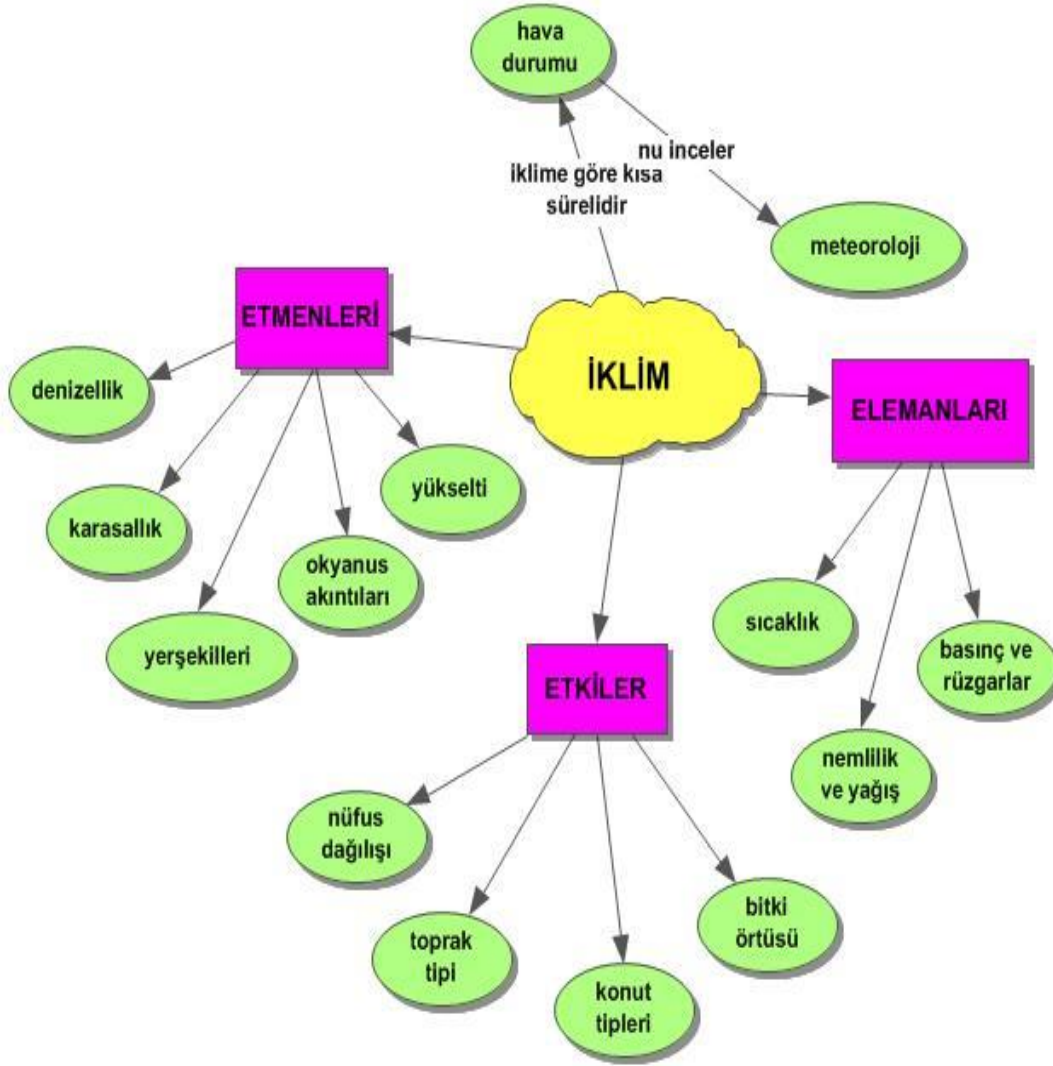 hava
durumu
nu inceler
iklime göre kısa
sürelidir
meteoroloji
ETMENLERİ
İKLİM
ELEMANLARI
denizellik
karasallık
yerşekilleri
okyanus
akıntıları
yükselti
sıcaklık
nemlilik
ve yağış
basınç ve
rüzgarlar
ETKİLER
nüfus
dağılışı
toprak
tipi
konut
tipleri
bitki
örtüsü